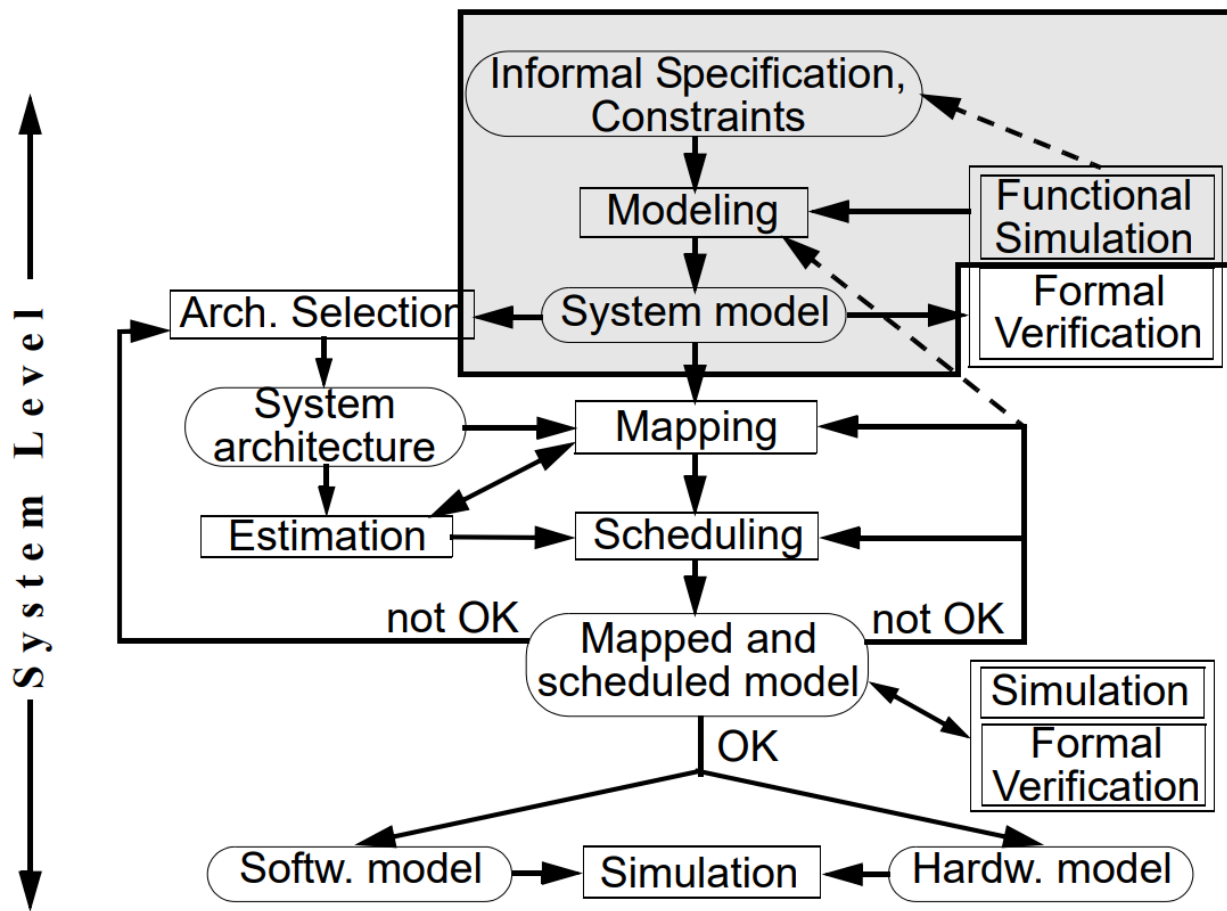 Informal Specification,
Constraints
Modeling
Functional
Simulation
Arch. Selection
System model
Formal
Verification
System
architecture
Mapping
Estimation
Scheduling
not OK
not OK
Mapped and
scheduled model
Simulation
Formal
Verification
OK
Softw. model
Simulation
Hardw. model
System Level